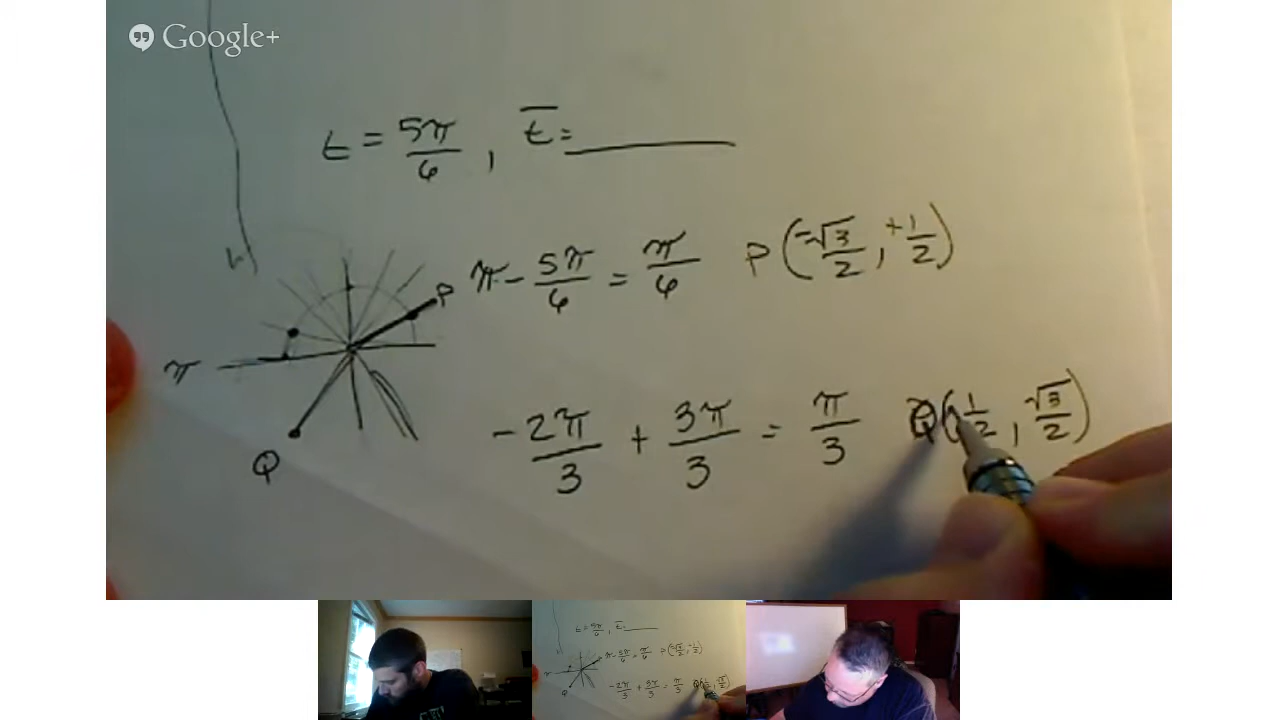 Google+
t = 5π/6 , t̅ = ________
π - 5π/6 = π/6 P(-√3/2, +1/2)
P
π
-2π/3 + 3π/3 = π/3 Q(1/2, √3/2)
Q